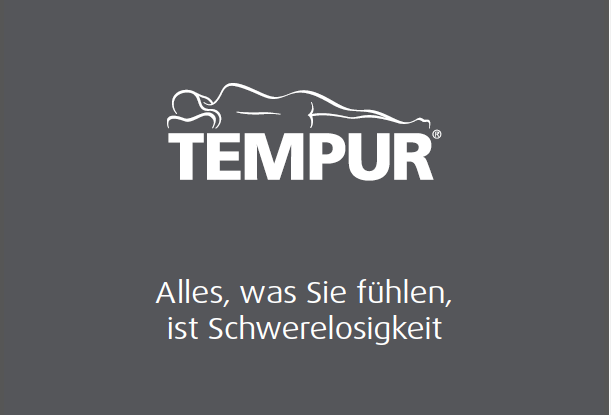 TEMPUR®
Alles, was Sie fühlen,
ist Schwerelosigkeit